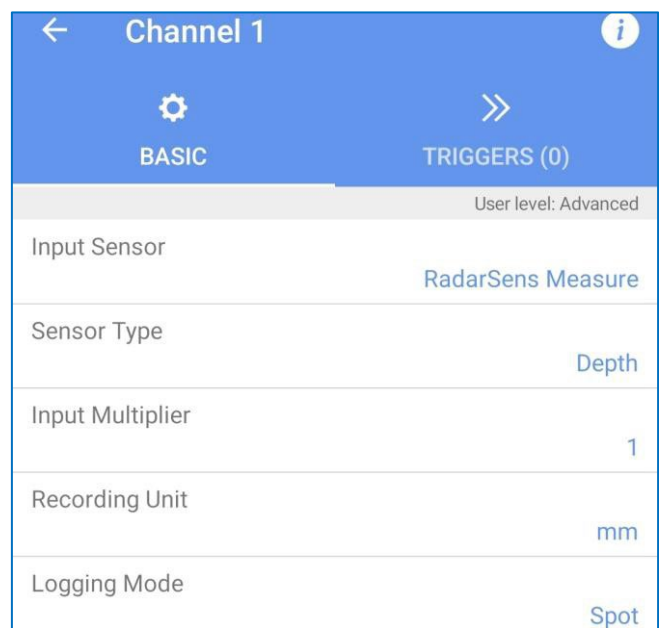 Channel 1
BASIC
TRIGGERS (0)
User level: Advanced
Input Sensor
RadarSens Measure
Sensor Type
Depth
Input Multiplier
1
Recording Unit
mm
Logging Mode
Spot